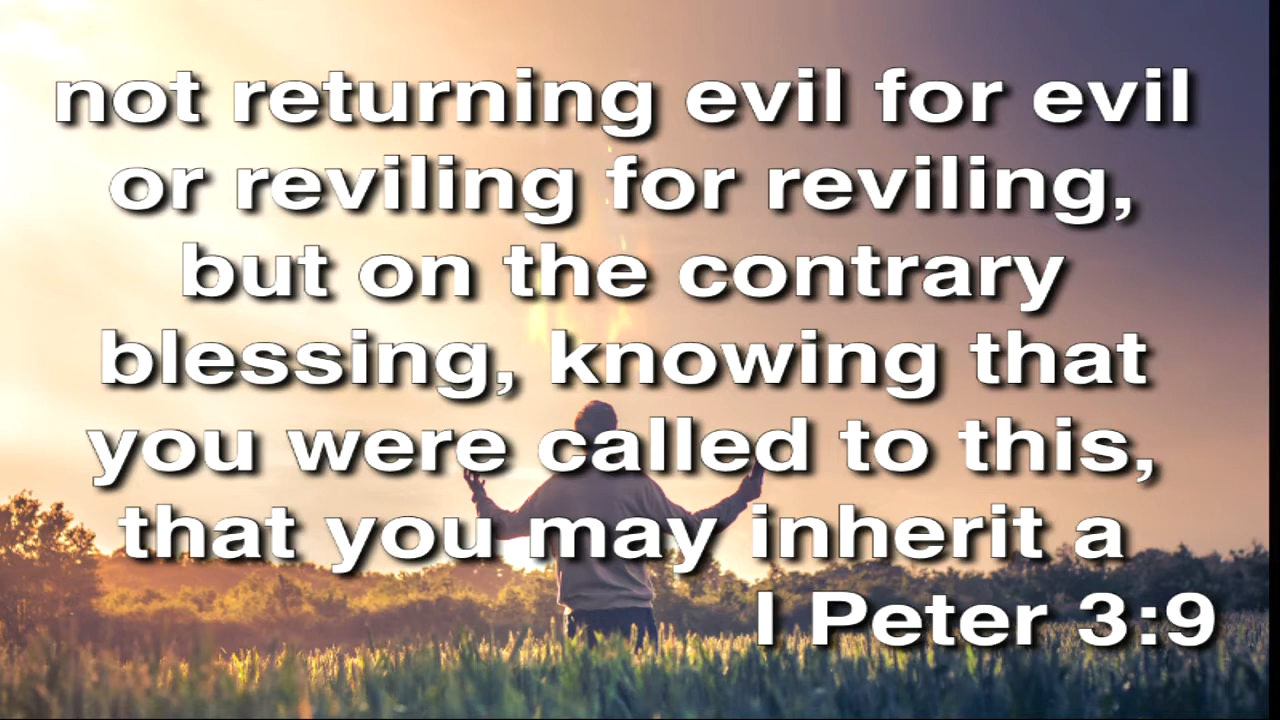 not returning evil for evil
or reviling for reviling,
but on the contrary
blessing, knowing that
you were called to this,
that you may inherit a
I Peter 3:9